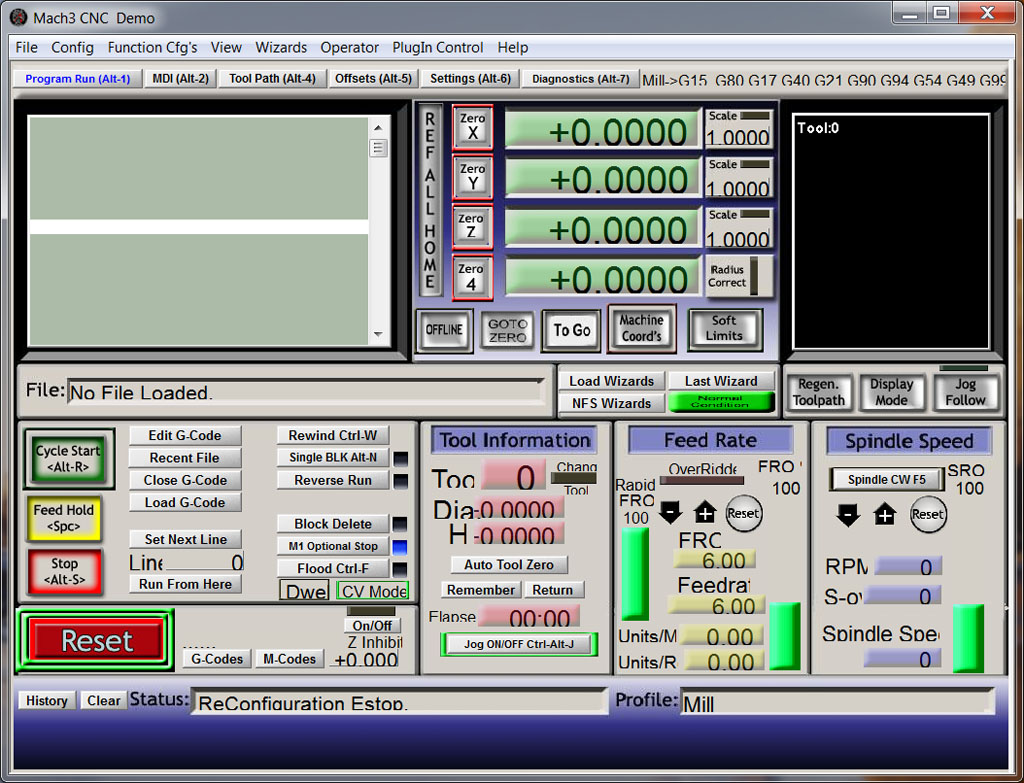 Mach3 CNC Demo
File Config Function Cfg's View Wizards Operator PlugIn Control Help
Program Run (Alt-1) MDI (Alt-2) Tool Path (Alt-4) Offsets (Alt-5) Settings (Alt-6) Diagnostics (Alt-7) Mill->G15 G80 G17 G40 G21 G90 G94 G54 G49 G99
REF ALL HOME
Zero X +0.0000 Scale 1.0000
Zero Y +0.0000 Scale 1.0000
Zero Z +0.0000 Scale 1.0000
Zero 4 +0.0000 Radius Correct
Tool:0
OFFLINE GOTO ZERO To Go Machine Coord's Soft Limits
File: No File Loaded.
Load Wizards Last Wizard
NFS Wizards Normal Condition
Regen. Toolpath Display Mode Jog Follow
Cycle Start <Alt-R>
Feed Hold <Spc>
Stop <Alt-S>
Edit G-Code
Recent File
Close G-Code
Load G-Code
Set Next Line
Line 0
Run From Here
Rewind Ctrl-W
Single BLK Alt-N
Reverse Run
Block Delete
M1 Optional Stop
Flood Ctrl-F
Dwe CV Mode
Reset
G-Codes M-Codes
On/Off
Z Inhibit
+0.000
Tool Information
Too 0 Chang Tool
Dia -0.0000
H -0.0000
Auto Tool Zero
Remember Return
Elapse 00:00
Jog ON/OFF Ctrl-Alt-J
Feed Rate
OverRidde FRO
100
Rapid FRO 100
Reset
FRC
6.00
Feedrat
6.00
Units/M 0.00
Units/R 0.00
Spindle Speed
Spindle CW F5 SRO 100
Reset
RPM 0
S-ov 0
Spindle Spe
0
History Clear Status: ReConfiguration Estop. Profile: Mill